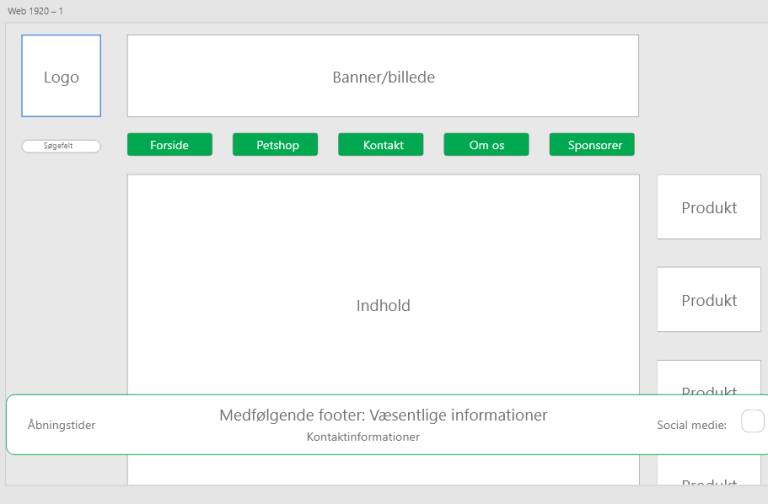 Web 1920 – 1
Logo
Banner/billede
Søgefelt
Forside
Petshop
Kontakt
Om os
Sponsorer
Indhold
Produkt
Produkt
Produkt
Åbningstider
Medfølgende footer: Væsentlige informationer
Kontaktinformationer
Social medie:
Produkt